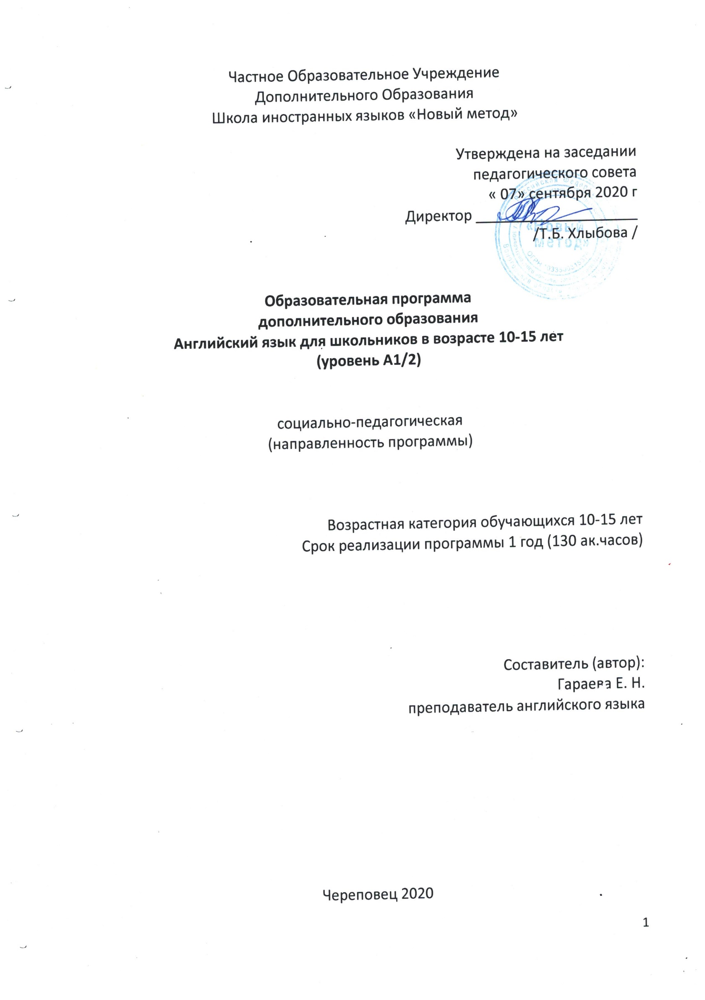 Частное Образовательное Учреждение
Дополнительного Образования
Школа иностранных языков «Новый метод»
Утверждена на заседании
педагогического совета
« 07» сентября 2020 г
Директор
/Т.Б. Хлыбова /
«Новый
метод»
ОГРН
Образовательная программа
дополнительного образования
Английский язык для школьников в возрасте 10-15 лет
(уровень А1/2)
социально-педагогическая
(направленность программы)
Возрастная категория обучающихся 10-15 лет
Срок реализации программы 1 год (130 ак.часов)
Составитель (автор):
Гараева Е. Н.
преподаватель английского языка
Череповец 2020
1